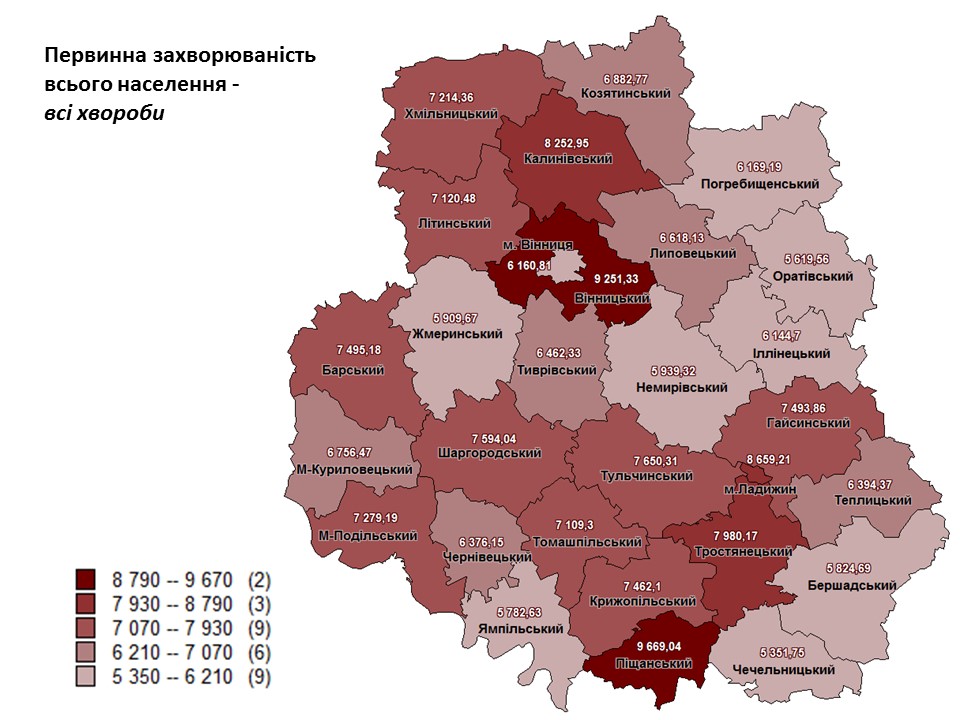 Первинна захворюваність
всього населення -
всі хвороби
6 882,77
Козятинський
7 214,36
Хмільницький
8 252,95
Калинівський
6 169,19
Погребищенський
7 120,48
Літинський
м. Вінниця
6 160,81
6 618,13
Липовецький
5 619,56
Оратівський
9 251,33
Вінницький
5 909,67
Жмеринський
6 144,7
Іллінецький
7 495,18
Барський
6 462,33
Тиврівський
5 939,32
Немирівський
7 493,86
Гайсинський
7 594,04
Шаргородський
6 756,47
М-Куриловецький
7 650,31
Тульчинський
8 659,21
м.Ладижин
6 394,37
Теплицький
7 279,19
М-Подільський
6 376,15
Чернівецький
7 109,3
Томашпільський
7 980,17
Тростянецький
5 824,69
Бершадський
7 462,1
Крижопільський
5 782,63
Ямпільський
9 669,04
Піщанський
5 351,75
Чечельницький
8 790 -- 9 670 (2)
7 930 -- 8 790 (3)
7 070 -- 7 930 (9)
6 210 -- 7 070 (6)
5 350 -- 6 210 (9)